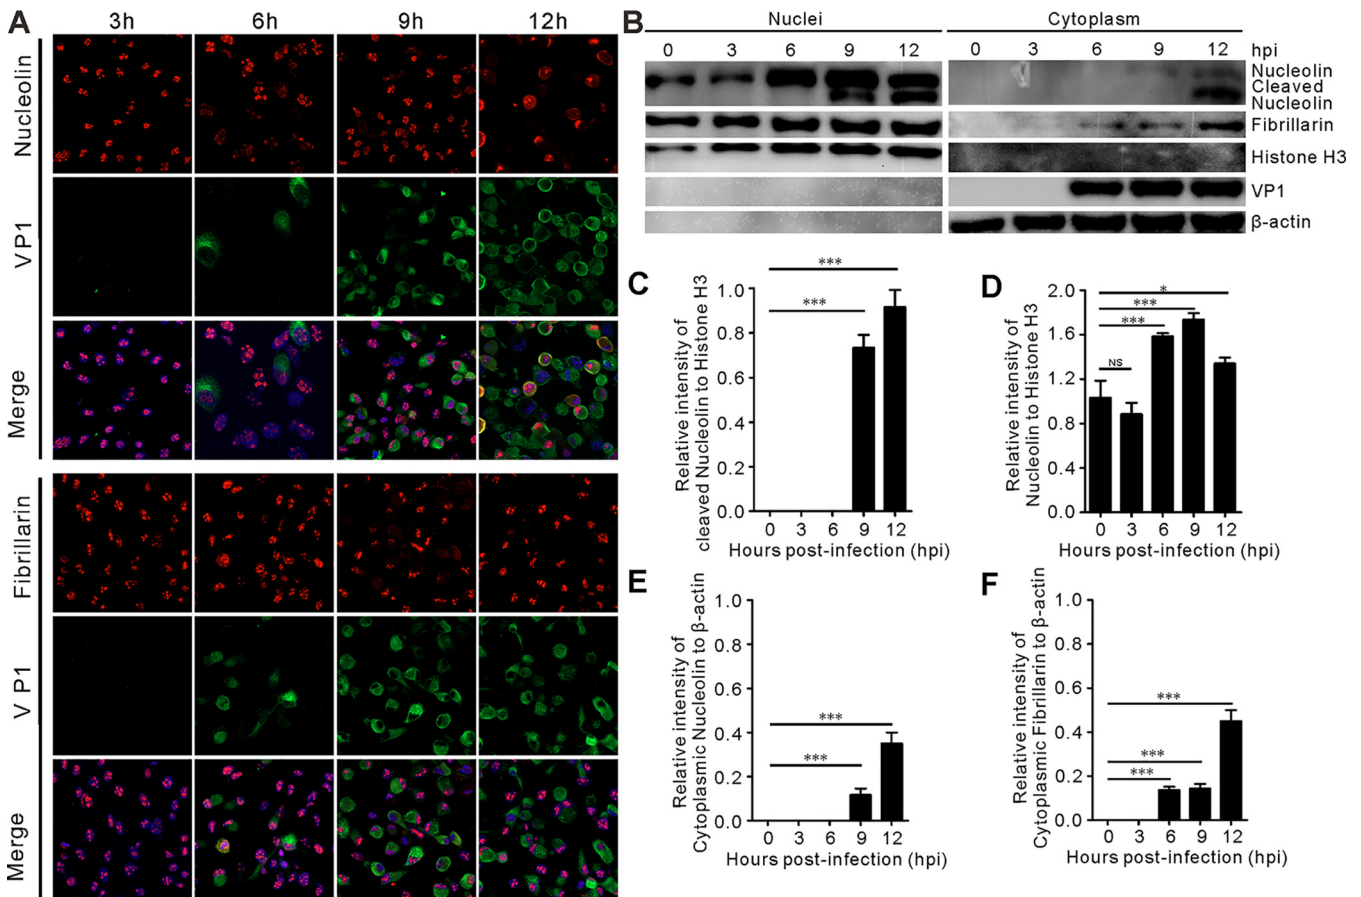 A
3h 6h 9h 12h
Nucleolin
VP1
Merge
Fibrillarin
VP1
Merge
B
Nuclei Cytoplasm
0 3 6 9 12 0 3 6 9 12 hpi
Nucleolin
Cleaved
Nucleolin
Fibrillarin
Histone H3
VP1
β-actin
C
Relative intensity of
cleaved Nucleolin to Histone H3
1.0
0.8
0.6
0.4
0.2
0.0
***
***
0 3 6 9 12
Hours post-infection (hpi)
D
Relative intensity of
Nucleolin to Histone H3
2.0
1.6
1.2
0.8
0.4
0.0
*
***
***
NS
0 3 6 9 12
Hours post-infection (hpi)
E
Relative intensity of
Cytoplasmic Nucleolin to β-actin
1.0
0.8
0.6
0.4
0.2
0.0
***
***
0 3 6 9 12
Hours post-infection (hpi)
F
Relative intensity of
Cytoplasmic Fibrillarin to β-actin
1.0
0.8
0.6
0.4
0.2
0.0
***
***
***
0 3 6 9 12
Hours post-infection (hpi)